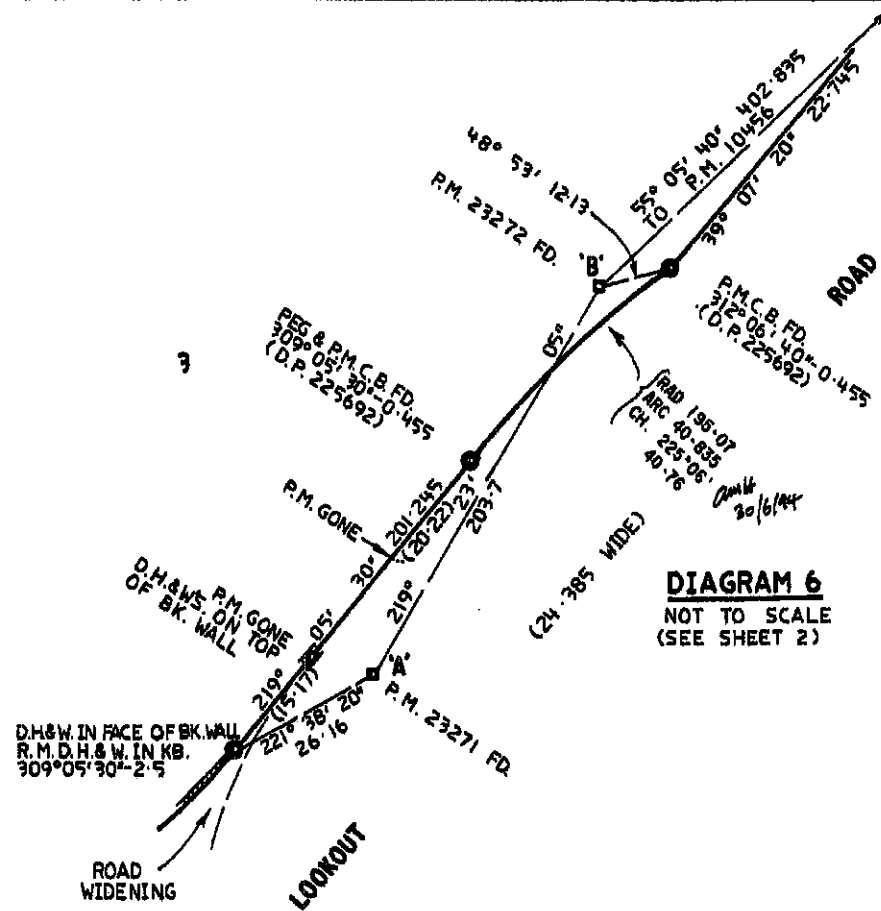 48° 53' 12·13
55° 05' 40" 402·835
TO P.M. 10456
P.M. 23272 FD.
'B'
39° 07' 20" 22·745
ROAD
P.M.C.B. FD.
312° 06' 40"-0·455
(D.P. 225692)
PEG & P.M.C.B. FD.
309° 05' 30"-0·455
(D.P. 225692)
3
RAD 195·07
ARC 40·835
CH. 225°06'
40·76
30/6/94
P.M. GONE
219° 05' 30" 201·245
(20·22)
(15·17)
219° 23' 05"
203·7
(24·385 WIDE)
DIAGRAM 6
NOT TO SCALE
(SEE SHEET 2)
P.M. GONE
D.H.&WS. ON TOP
OF BK. WALL
'A'
P.M. 23271 FD.
221° 38' 20"
26·16
D.H&W. IN FACE OF BK. WALL
R.M. D.H.& W. IN KB.
309°05'30"-2·5
ROAD
WIDENING
LOOKOUT